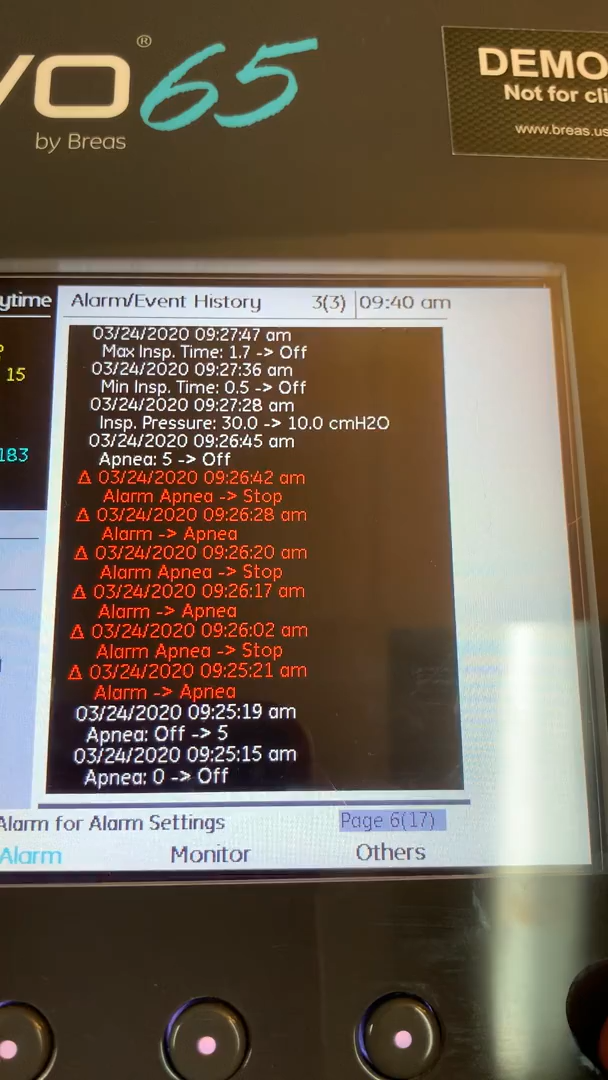 VO 65®
by Breas
DEMO
Not for cli
www.breas.us
ytime
Alarm/Event History 3(3) 09:40 am
15
183
03/24/2020 09:27:47 am
Max Insp. Time: 1.7 -> Off
03/24/2020 09:27:36 am
Min Insp. Time: 0.5 -> Off
03/24/2020 09:27:28 am
Insp. Pressure: 30.0 -> 10.0 cmH2O
03/24/2020 09:26:45 am
Apnea: 5 -> Off
03/24/2020 09:26:42 am
Alarm Apnea -> Stop
03/24/2020 09:26:28 am
Alarm -> Apnea
03/24/2020 09:26:20 am
Alarm Apnea -> Stop
03/24/2020 09:26:17 am
Alarm -> Apnea
03/24/2020 09:26:02 am
Alarm Apnea -> Stop
03/24/2020 09:25:21 am
Alarm -> Apnea
03/24/2020 09:25:19 am
Apnea: Off -> 5
03/24/2020 09:25:15 am
Apnea: 0 -> Off
Alarm for Alarm Settings Page 6(17)
Alarm Monitor Others